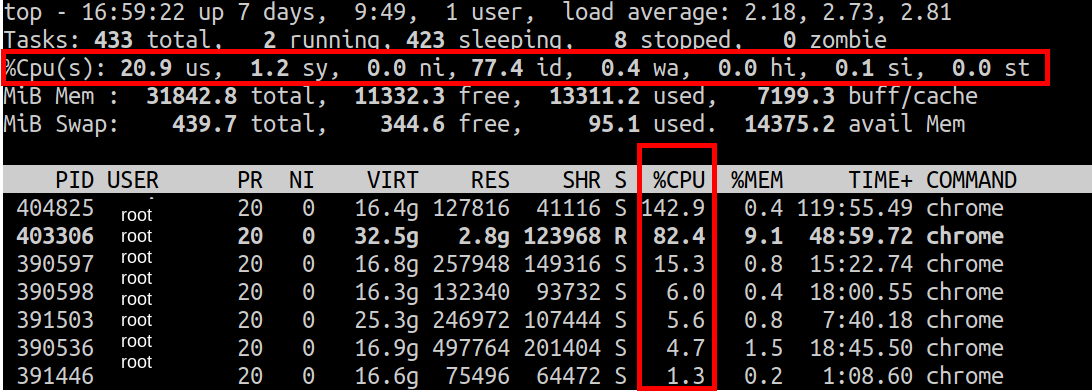 top - 16:59:22 up 7 days,  9:49,  1 user,  load average: 2.18, 2.73, 2.81
Tasks: 433 total,   2 running, 423 sleeping,   8 stopped,   0 zombie
%Cpu(s): 20.9 us,  1.2 sy,  0.0 ni, 77.4 id,  0.4 wa,  0.0 hi,  0.1 si,  0.0 st
MiB Mem :  31842.8 total,  11332.3 free,  13311.2 used,   7199.3 buff/cache
MiB Swap:    439.7 total,    344.6 free,     95.1 used.  14375.2 avail Mem
PID USER PR NI VIRT RES SHR S %CPU %MEM TIME+ COMMAND
404825 root 20 0 16.4g 127816 41116 S 142.9 0.4 119:55.49 chrome
403306 root 20 0 32.5g 2.8g 123968 R 82.4 9.1 48:59.72 chrome
390597 root 20 0 16.8g 257948 149316 S 15.3 0.8 15:22.74 chrome
390598 root 20 0 16.3g 132340 93732 S 6.0 0.4 18:00.55 chrome
391503 root 20 0 25.3g 246972 107444 S 5.6 0.8 7:40.18 chrome
390536 root 20 0 16.9g 497764 201404 S 4.7 1.5 18:45.50 chrome
391446 root 20 0 16.6g 75496 64472 S 1.3 0.2 1:08.60 chrome